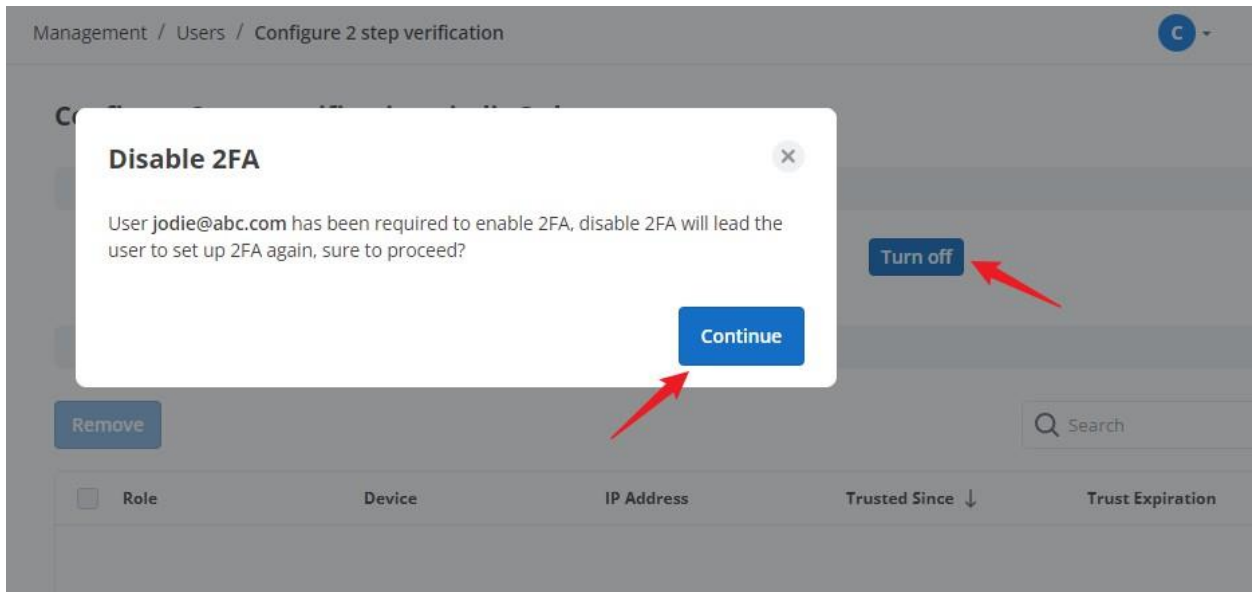 Management / Users / Configure 2 step verification
C
Disable 2FA
User jodie@abc.com has been required to enable 2FA, disable 2FA will lead the
user to set up 2FA again, sure to proceed?
Turn off
Continue
Remove
Search
Role Device IP Address Trusted Since ↓ Trust Expiration